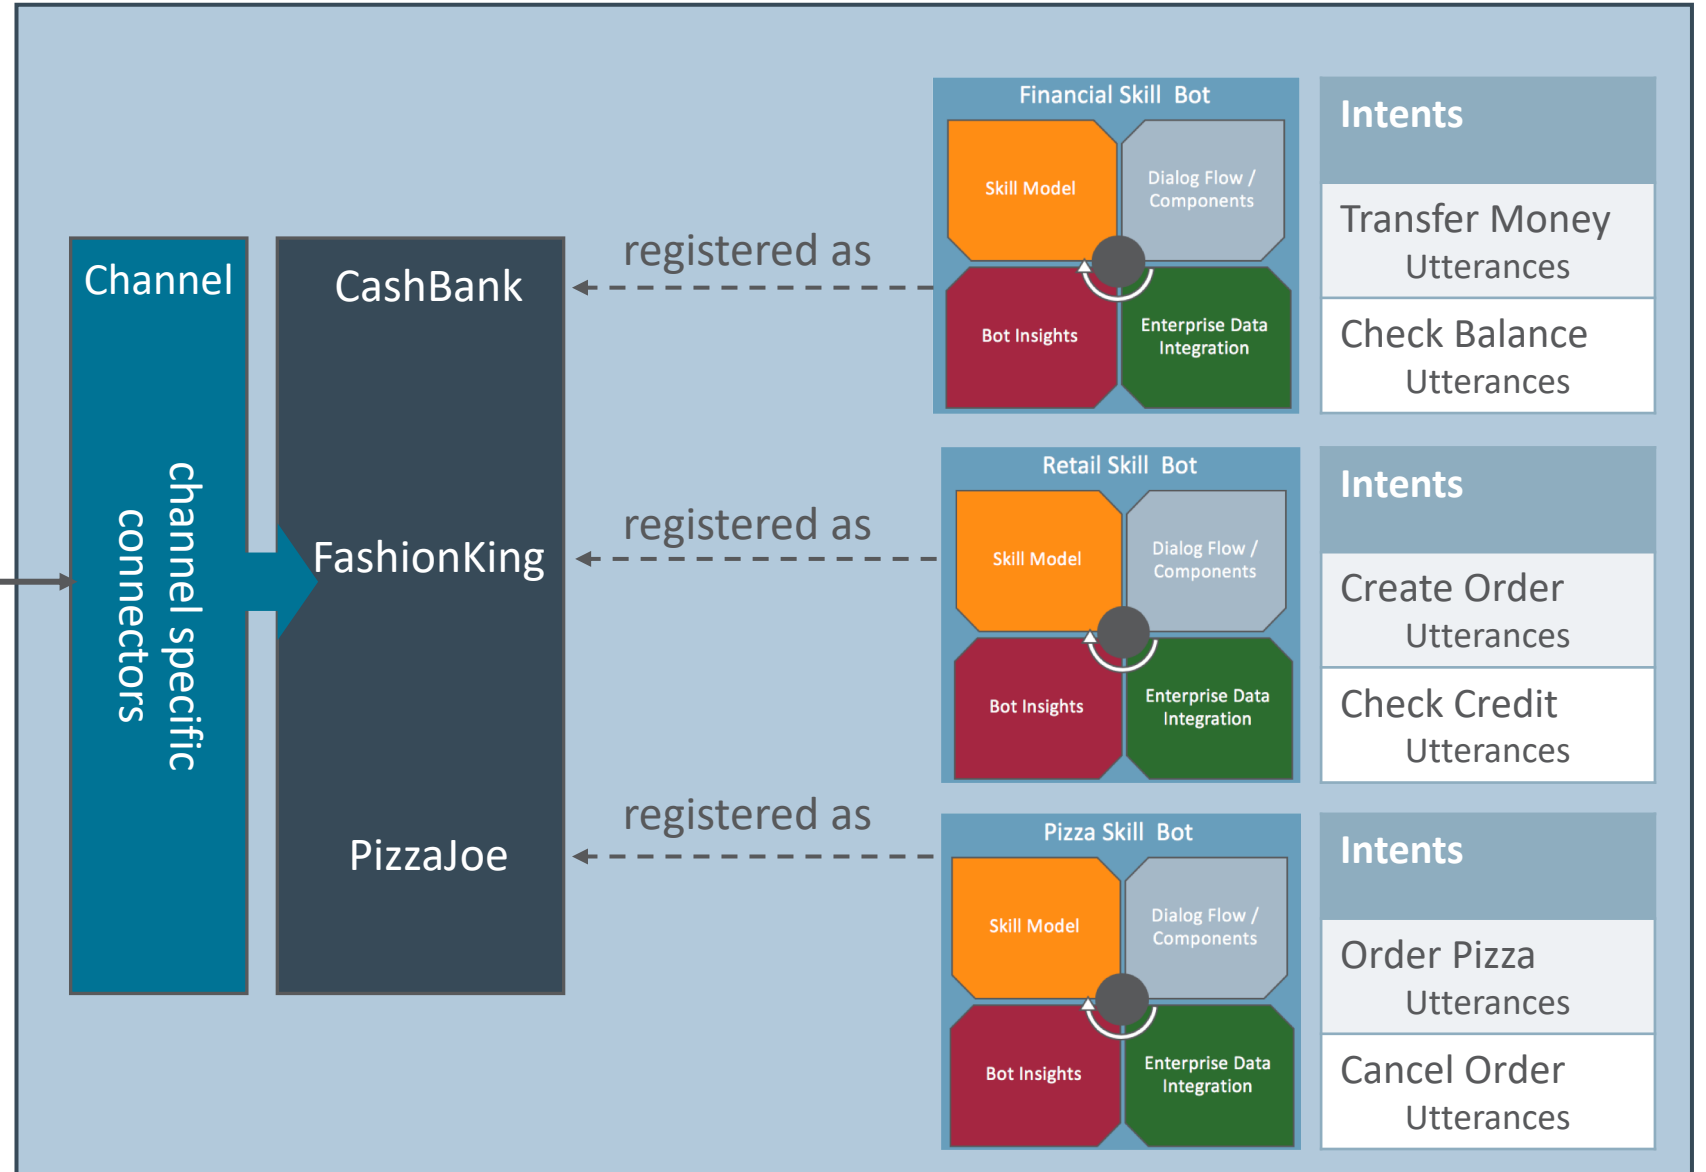 Channel
channel specific
connectors
CashBank
FashionKing
PizzaJoe
registered as
registered as
registered as
Financial Skill Bot
Skill Model
Dialog Flow /
Components
Bot Insights
Enterprise Data
Integration
Intents
Transfer Money
Utterances
Check Balance
Utterances
Retail Skill Bot
Skill Model
Dialog Flow /
Components
Bot Insights
Enterprise Data
Integration
Intents
Create Order
Utterances
Check Credit
Utterances
Pizza Skill Bot
Skill Model
Dialog Flow /
Components
Bot Insights
Enterprise Data
Integration
Intents
Order Pizza
Utterances
Cancel Order
Utterances